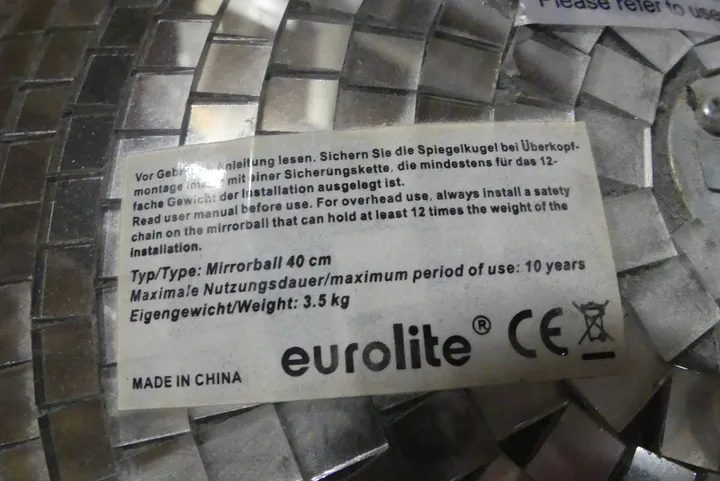 Please refer to use
Vor Gebrauch Anleitung lesen. Sichern Sie die Spiegelkugel bei Überkopf-
montage immer mit einer Sicherungskette, die mindestens für das 12-
fache Gewicht der Installation ausgelegt ist.
Read user manual before use. For overhead use, always install a safety
chain on the mirrorball that can hold at least 12 times the weight of the
installation.
Typ/Type: Mirrorball 40 cm
Maximale Nutzungsdauer/maximum period of use: 10 years
Eigengewicht/Weight: 3.5 kg
eurolite® CE
MADE IN CHINA